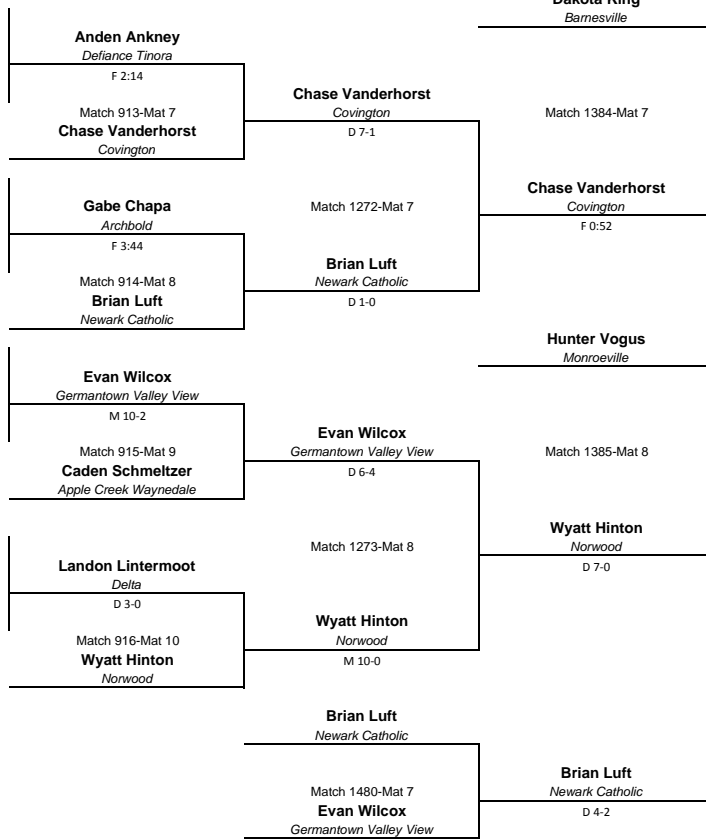 Anden Ankney
Defiance Tinora
F 2:14
Match 913-Mat 7
Chase Vanderhorst
Covington
Gabe Chapa
Archbold
F 3:44
Match 914-Mat 8
Brian Luft
Newark Catholic
Evan Wilcox
Germantown Valley View
M 10-2
Match 915-Mat 9
Caden Schmeltzer
Apple Creek Waynedale
Landon Lintermoot
Delta
D 3-0
Match 916-Mat 10
Wyatt Hinton
Norwood
Chase Vanderhorst
Covington
D 7-1
Match 1272-Mat 7
Brian Luft
Newark Catholic
D 1-0
Evan Wilcox
Germantown Valley View
D 6-4
Match 1273-Mat 8
Wyatt Hinton
Norwood
M 10-0
Brian Luft
Newark Catholic
Match 1480-Mat 7
Evan Wilcox
Germantown Valley View
Dakota King
Barnesville
Match 1384-Mat 7
Chase Vanderhorst
Covington
F 0:52
Hunter Vogus
Monroeville
Match 1385-Mat 8
Wyatt Hinton
Norwood
D 7-0
Brian Luft
Newark Catholic
D 4-2